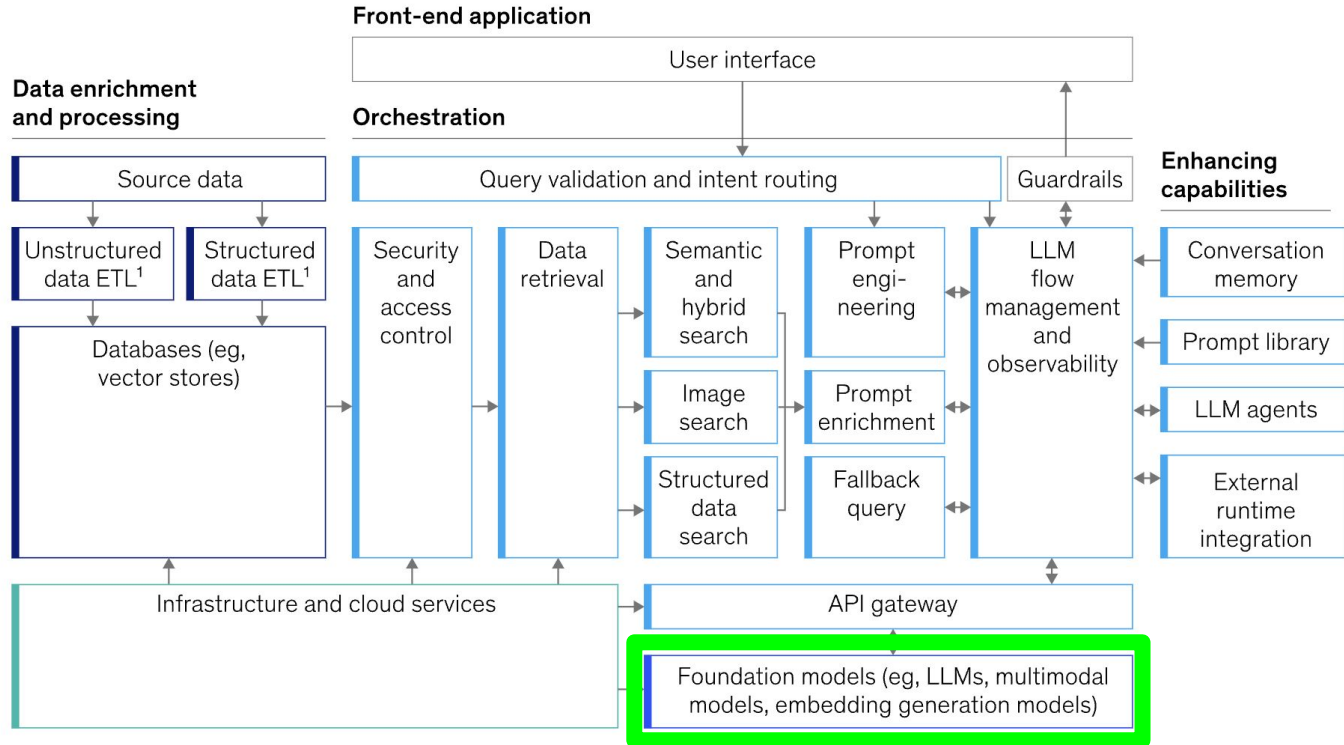 Front-end application
User interface
Data enrichment
and processing
Orchestration
Source data
Query validation and intent routing
Guardrails
Enhancing
capabilities
Unstructured
data ETL¹
Structured
data ETL¹
Security
and
access
control
Data
retrieval
Semantic
and
hybrid
search
Prompt
engi-
neering
LLM
flow
management
and
observability
Conversation
memory
Prompt library
Databases (eg,
vector stores)
Image
search
Prompt
enrichment
LLM agents
Structured
data
search
Fallback
query
External
runtime
integration
Infrastructure and cloud services
API gateway
Foundation models (eg, LLMs, multimodal
models, embedding generation models)